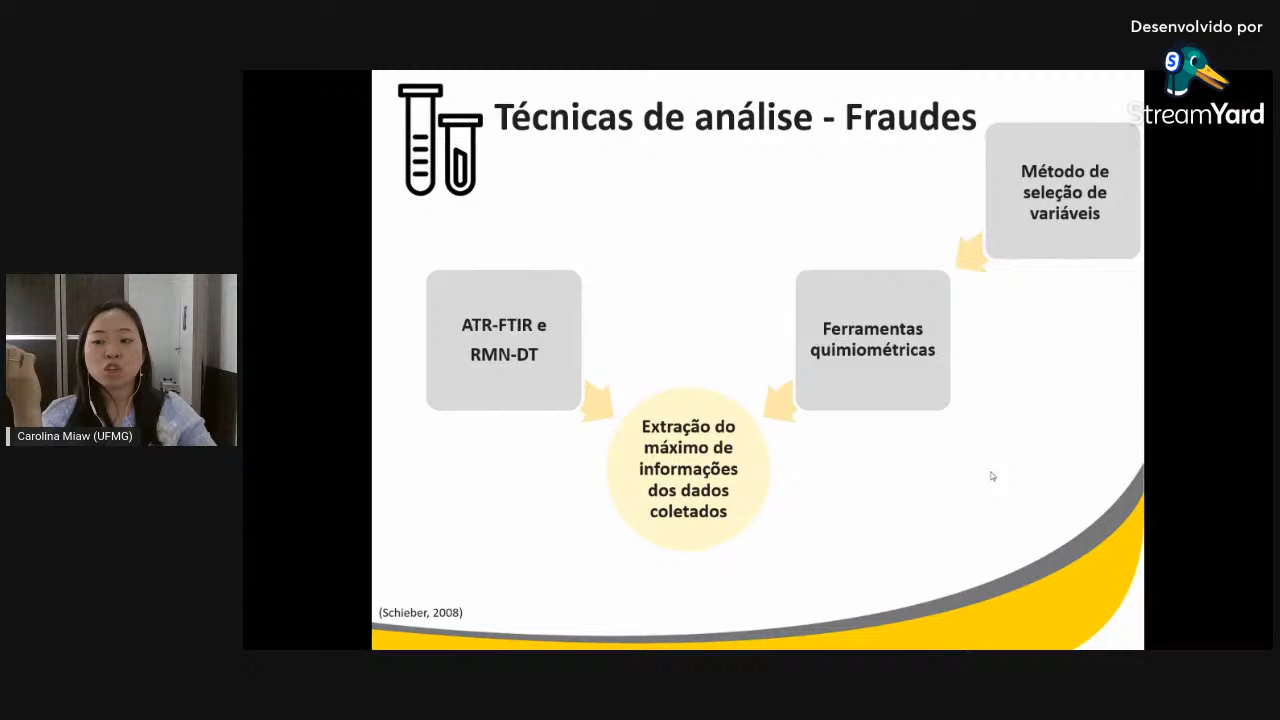 Desenvolvido por
StreamYard
Técnicas de análise - Fraudes
Método de
seleção de
variáveis
ATR-FTIR e
RMN-DT
Ferramentas
quimiométricas
Extração do
máximo de
informações
dos dados
coletados
Carolina Miaw (UFMG)
(Schieber, 2008)